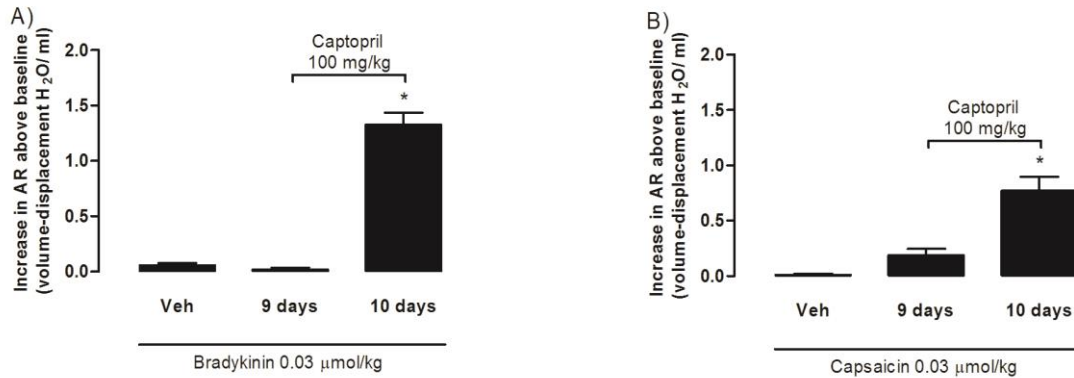 A)
Increase in AR above baseline
(volume-displacement H2O/ ml)
2.0
1.5
1.0
0.5
0.0
Captopril
100 mg/kg
*
Veh
9 days
10 days
Bradykinin 0.03 µmol/kg
B)
Increase in AR above baseline
(volume-displacement H2O/ ml)
2.0
1.5
1.0
0.5
0.0
Captopril
100 mg/kg
*
Veh
9 days
10 days
Capsaicin 0.03 µmol/kg